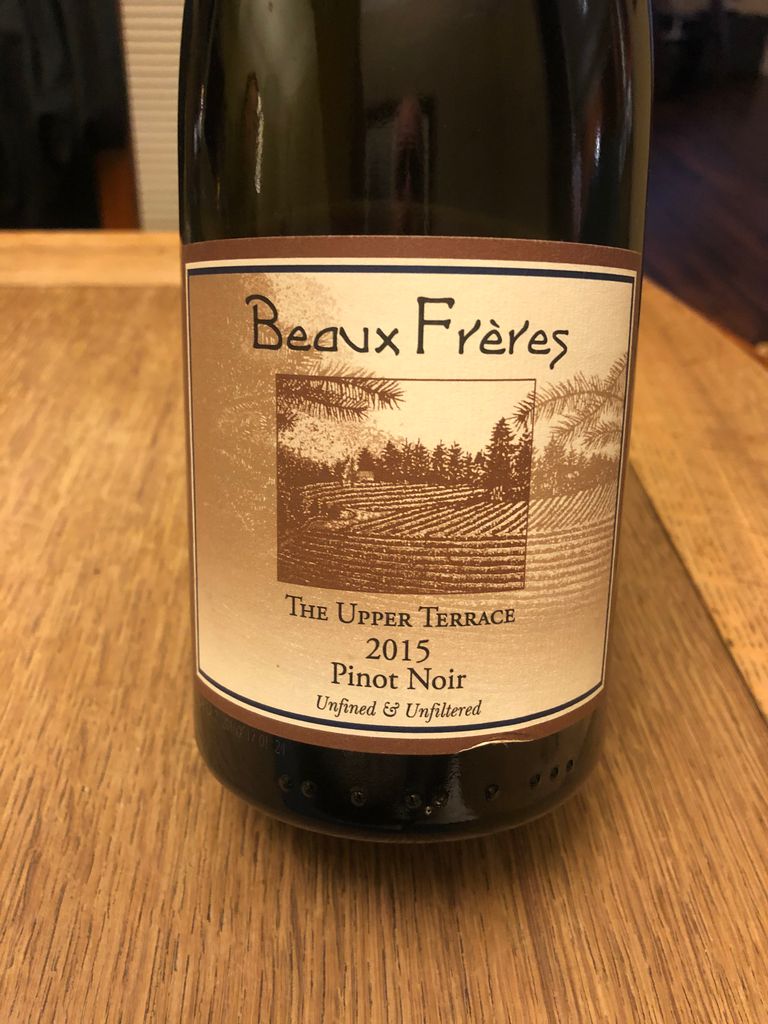 Beaux Frères
The Upper Terrace
2015
Pinot Noir
Unfined & Unfiltered